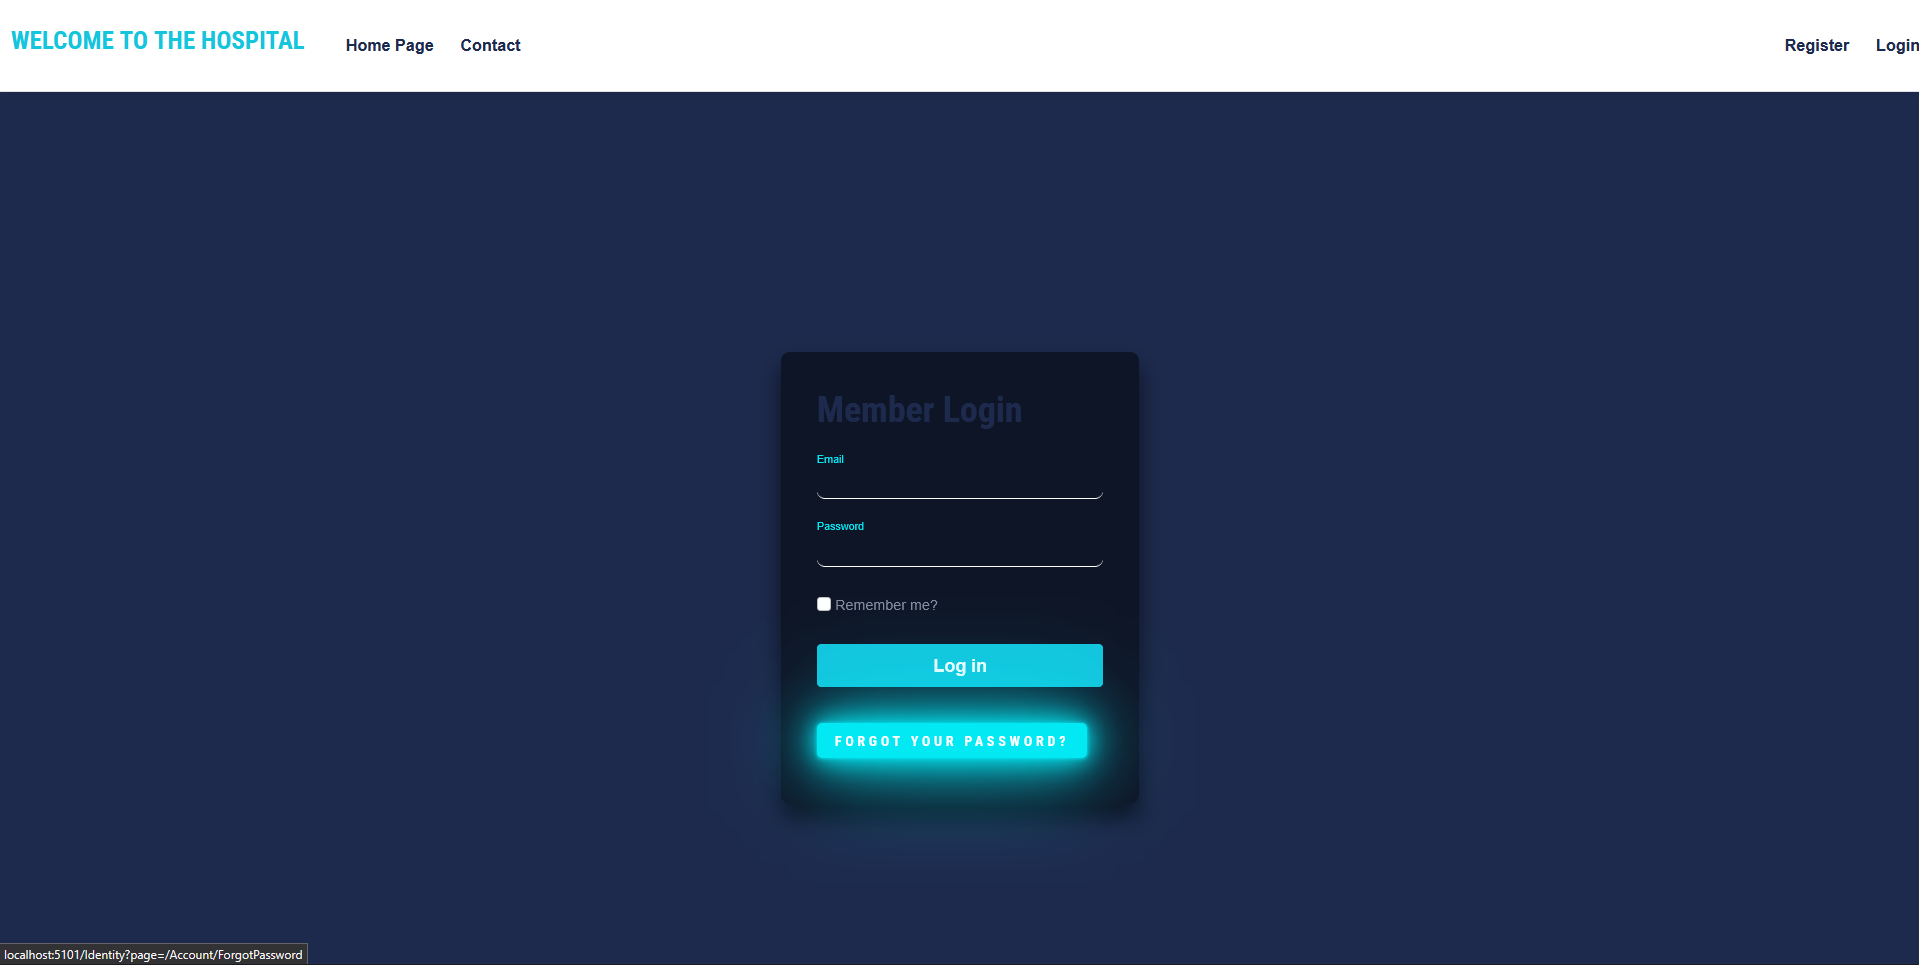 WELCOME TO THE HOSPITAL
Home Page
Contact
Register
Login
Member Login
Email
Password
Remember me?
Log in
FORGOT YOUR PASSWORD?
localhost:5101/Identity?page=/Account/ForgotPassword